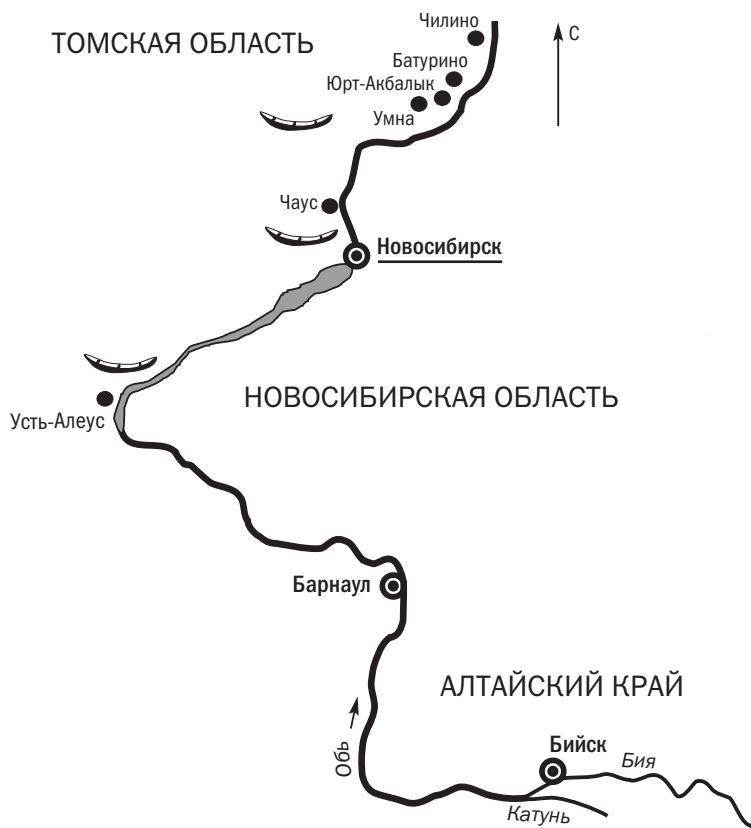 Чилино
ТОМСКАЯ ОБЛАСТЬ
С
Батурино
Юрт-Акбалык
Умна
Чаус
Новосибирск
НОВОСИБИРСКАЯ ОБЛАСТЬ
Усть-Алеус
Барнаул
АЛТАЙСКИЙ КРАЙ
Обь
Бийск
Бия
Катунь